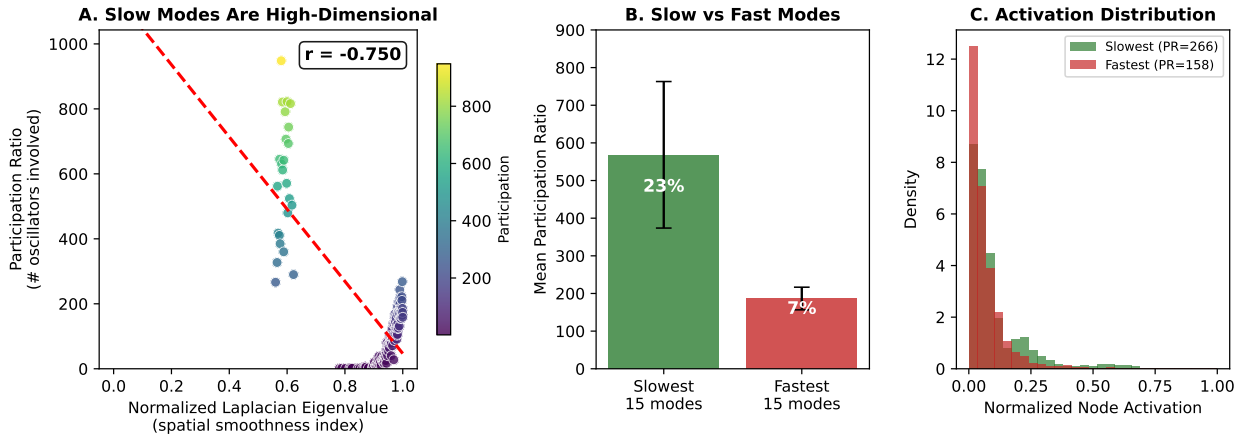 A. Slow Modes Are High-Dimensional
r = -0.750
1000
800
600
400
200
0
0.0
0.2
0.4
0.6
0.8
1.0
Participation Ratio
(# oscillators involved)
Normalized Laplacian Eigenvalue
(spatial smoothness index)
800
600
400
200
Participation
B. Slow vs Fast Modes
900
800
700
600
500
400
300
200
100
0
Mean Participation Ratio
23%
7%
Slowest
15 modes
Fastest
15 modes
C. Activation Distribution
Slowest (PR=266)
Fastest (PR=158)
12
10
8
6
4
2
0
Density
0.00
0.25
0.50
0.75
1.00
Normalized Node Activation